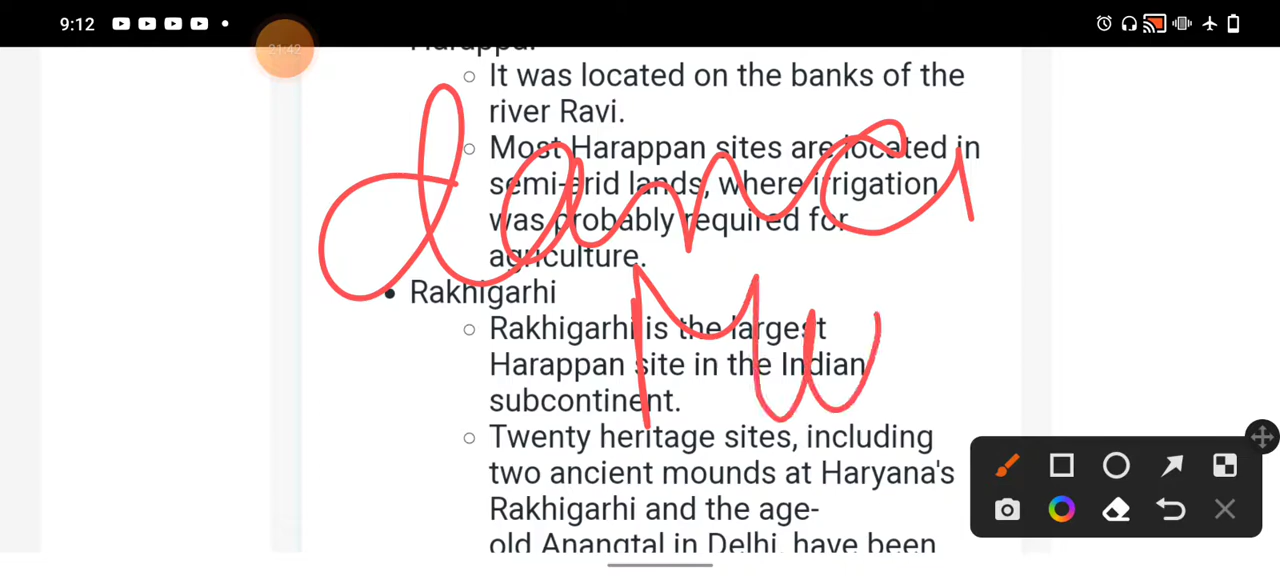 9:12
21:42
Harappa:
It was located on the banks of the
river Ravi.
Most Harappan sites are located in
semi-arid lands, where irrigation
was probably required for
agriculture.
Rakhigarhi
Rakhigarhi is the largest
Harappan site in the Indian
subcontinent.
Twenty heritage sites, including
two ancient mounds at Haryana's
Rakhigarhi and the age-
old Anangtal in Delhi, have been